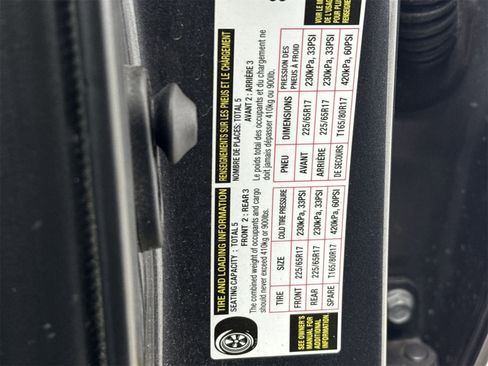 TIRE AND LOADING INFORMATION
SEATING CAPACITY : TOTAL 5
FRONT 2 : REAR 3
The combined weight of occupants and cargo
should never exceed 410kg or 900lbs.
TIRE SIZE COLD TIRE PRESSURE
FRONT 225/65R17 230kPa, 33PSI
REAR 225/65R17 230kPa, 33PSI
SPARE T165/80R17 420kPa, 60PSI
SEE OWNER'S
MANUAL FOR
ADDITIONAL
INFORMATION.
RENSEIGNEMENTS SUR LES PNEUS ET LE CHARGEMENT
NOMBRE DE PLACES: TOTAL 5
AVANT 2 : ARRIÈRE 3
Le poids total des occupants et du chargement ne
doit jamais dépasser 410kg ou 900lb.
PNEU DIMENSIONS PRESSION DES
PNEUS À FROID
AVANT 225/65R17 230kPa, 33PSI
ARRIÈRE 225/65R17 230kPa, 33PSI
DE SECOURS T165/80R17 420kPa, 60PSI
VOIR LE
DE L'USAG
POUR PLU
RENSEIGN